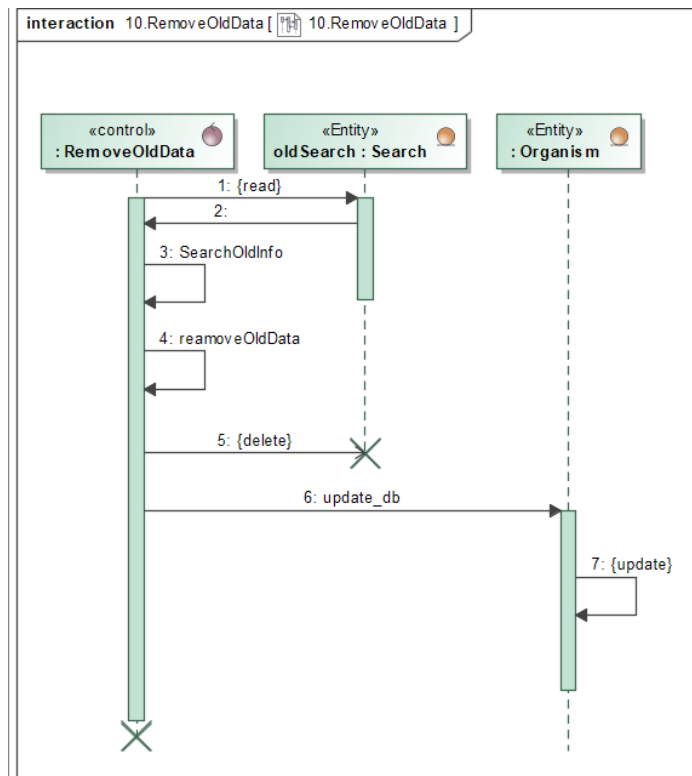 interaction 10.RemoveOldData [ 10.RemoveOldData ]
«control»
: RemoveOldData
«Entity»
oldSearch : Search
«Entity»
: Organism
1: {read}
2:
3: SearchOldInfo
4: reamoveOldData
5: {delete}
6: update_db
7: {update}